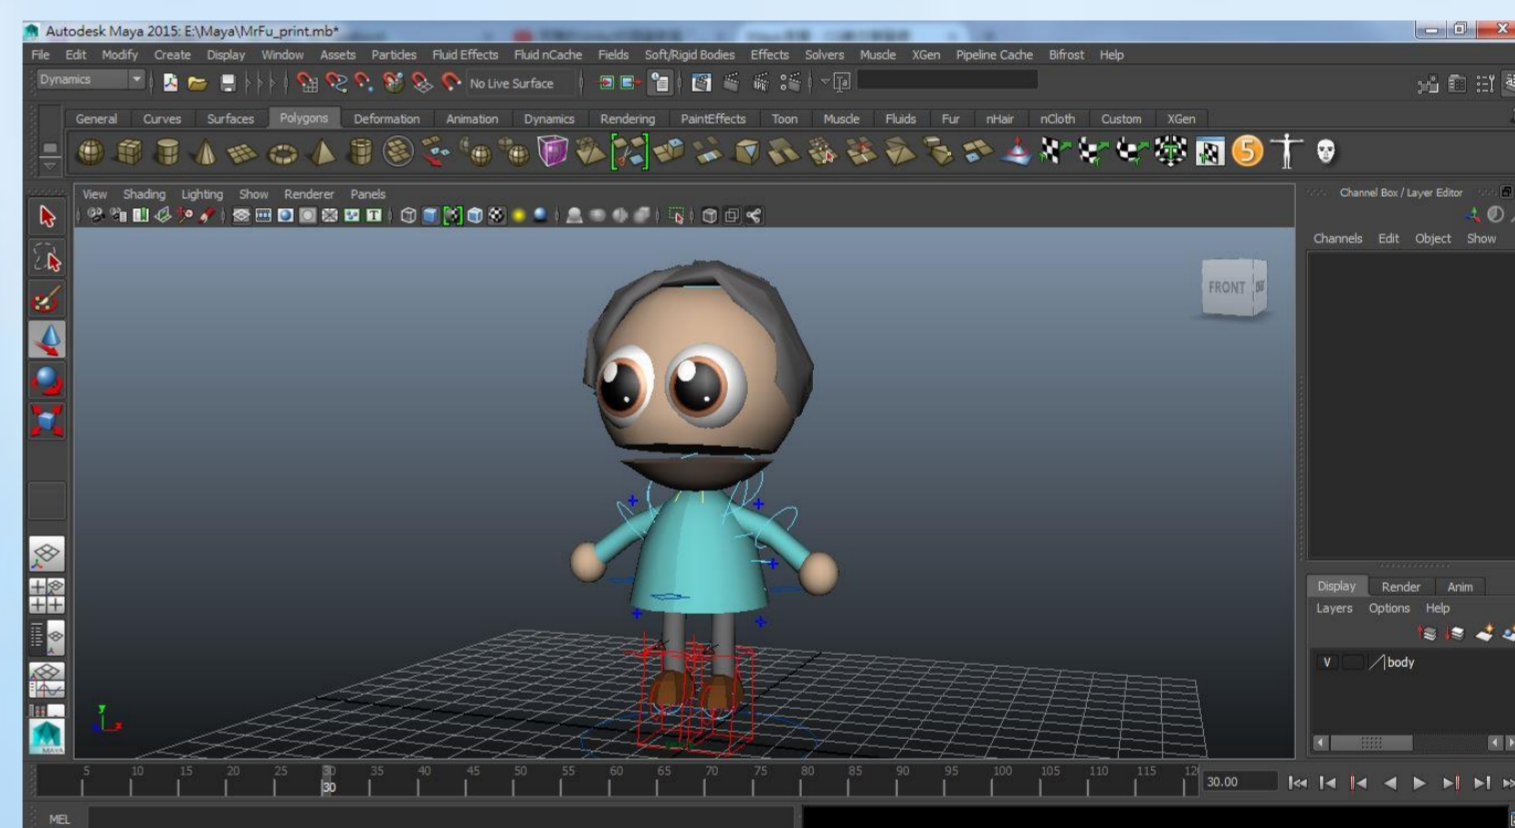 Autodesk Maya 2015: E:\Maya\MrFu_print.mb*
File Edit Modify Create Display Window Assets Particles Fluid Effects Fluid nCache Fields Soft/Rigid Bodies Effects Solvers Muscle XGen Pipeline Cache Bifrost Help
Dynamics No Live Surface
General Curves Surfaces Polygons Deformation Animation Dynamics Rendering PaintEffects Toon Muscle Fluids Fur nHair nCloth Custom XGen
5
View Shading Lighting Show Renderer Panels
Channel Box / Layer Editor
Channels Edit Object Show
FRONT
Display Render Anim
Layers Options Help
V body
MAYA
5 10 15 20 25 30 35 40 45 50 55 60 65 70 75 80 85 90 95 100 105 110 115 12
30
30.00
MEL